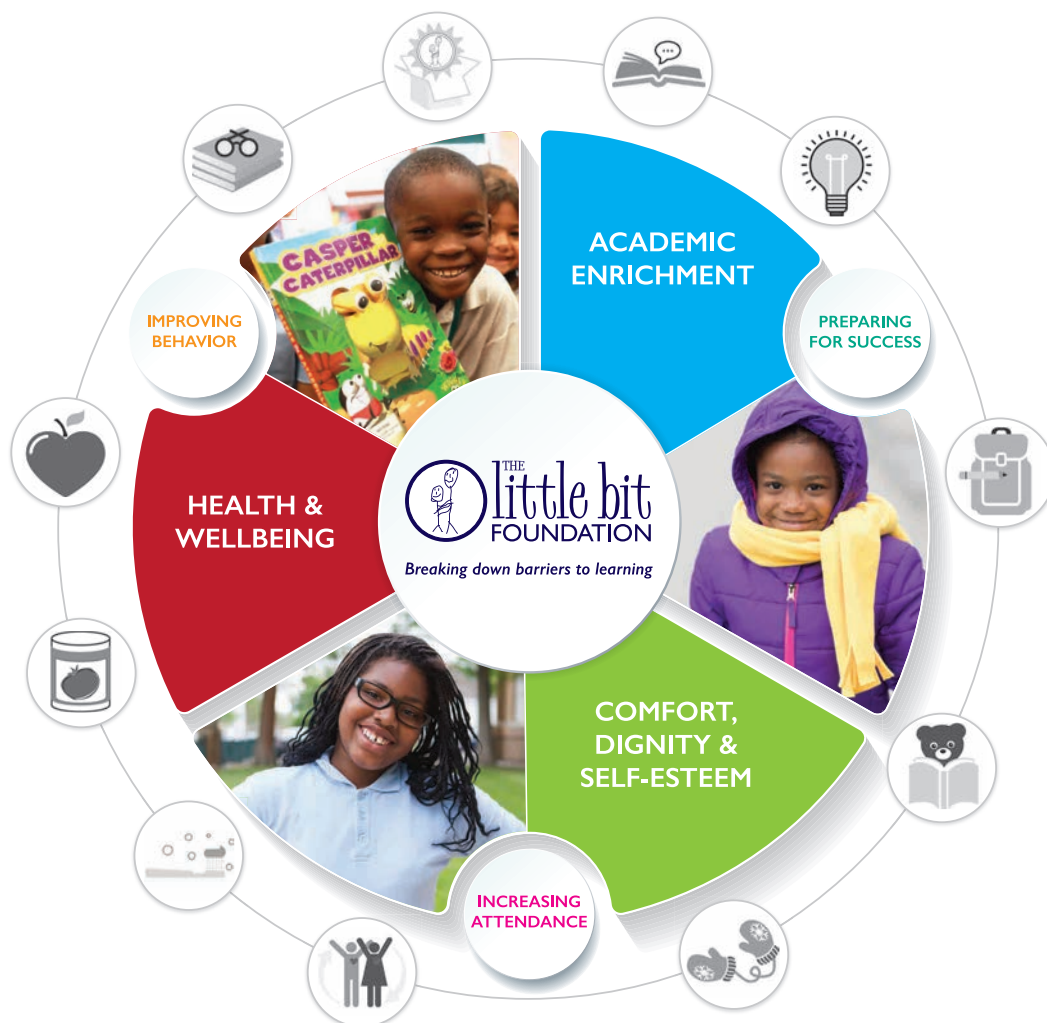 ACADEMIC
ENRICHMENT
PREPARING
FOR SUCCESS
COMFORT,
DIGNITY &
SELF-ESTEEM
INCREASING
ATTENDANCE
HEALTH &
WELLBEING
IMPROVING
BEHAVIOR
CASPER
CATERPILLAR
THE
little bit
FOUNDATION
Breaking down barriers to learning